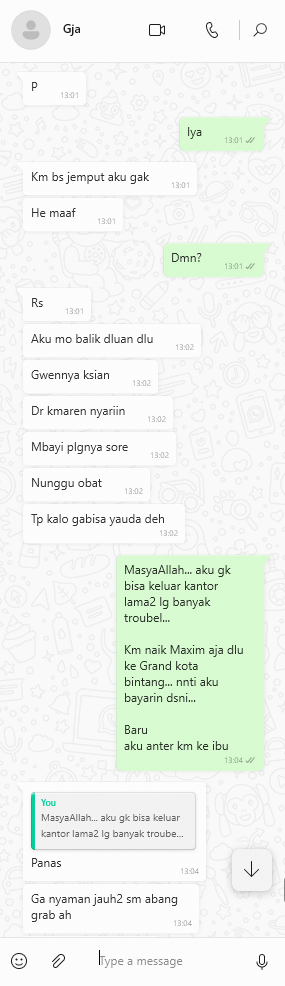 Gja
P
13:01
Iya
13:01
Km bs jemput aku gak
13:01
He maaf
13:01
Dmn?
13:01
Rs
13:01
Aku mo balik dluan dlu
13:02
Gwennya ksian
13:02
Dr kmaren nyariin
13:02
Mbayi plgnya sore
13:02
Nunggu obat
13:02
Tp kalo gabisa yauda deh
13:02
MasyaAllah... aku gk
bisa keluar kantor
lama2 lg banyak
troubel...
Km naik Maxim aja dlu
ke Grand kota
bintang... nnti aku
bayarin dsni...
Baru
aku anter km ke ibu
13:04
You
MasyaAllah... aku gk bisa keluar
kantor lama2 lg banyak troube...
Panas
13:04
Ga nyaman jauh2 sm abang
grab ah
13:04
Type a message